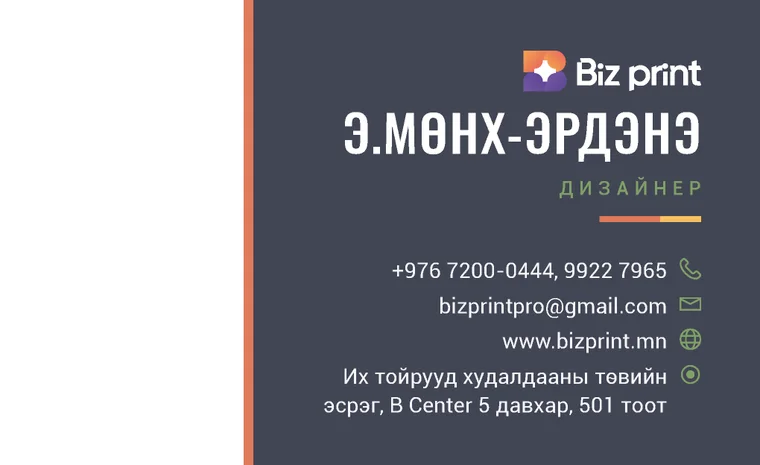 Biz print
Э.МӨНХ-ЭРДЭНЭ
ДИЗАЙНЕР
+976 7200-0444, 9922 7965
bizprintpro@gmail.com
www.bizprint.mn
Их тойрууд худалдааны төвийн
эсрэг, B Center 5 давхар, 501 тоот